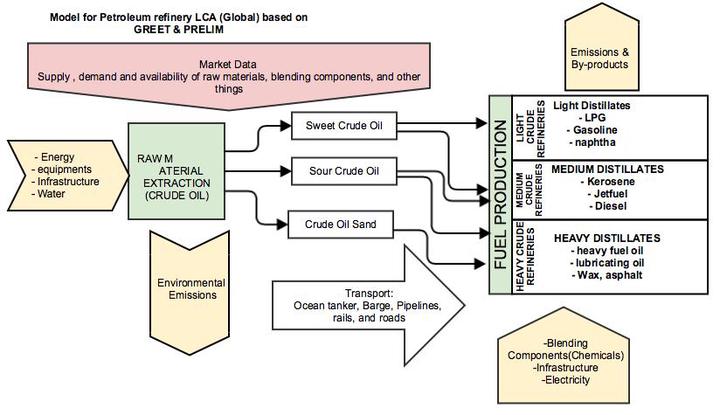 Model for Petroleum refinery LCA (Global) based on
GREET & PRELIM
Market Data
Supply , demand and availability of raw materials, blending components, and other
things
Emissions &
By-products
- Energy
- equipments
- Infrastructure
- Water
RAW M
ATERIAL
EXTRACTION
(CRUDE OIL)
Sweet Crude Oil
Sour Crude Oil
Crude Oil Sand
FUEL PRODUCTION
LIGHT
CRUDE
REFINERIES
Light Distillates
- LPG
- Gasoline
- naphtha
MEDIUM
CRUDE
REFINERIES
MEDIUM DISTILLATES
- Kerosene
- Jetfuel
- Diesel
HEAVY CRUDE
REFINERIES
HEAVY DISTILLATES
- heavy fuel oil
- lubricating oil
- Wax, asphalt
Environmental
Emissions
Transport:
Ocean tanker, Barge, Pipelines,
rails, and roads
-Blending
Components(Chemicals)
-Infrastructure
-Electricity